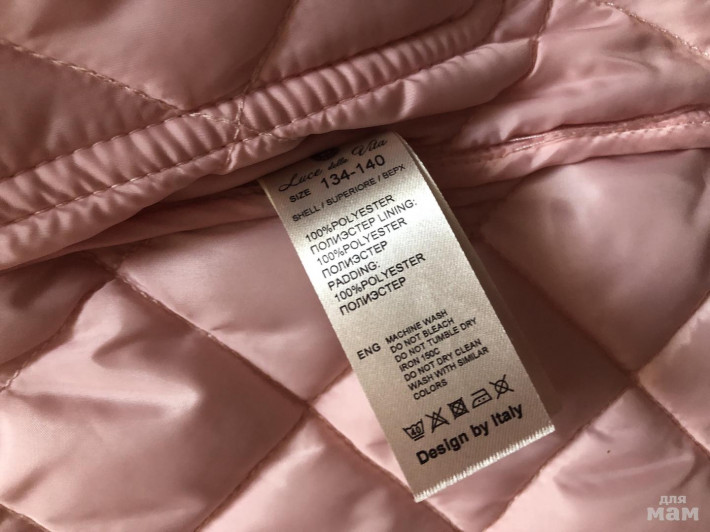 Luce della Vita
SIZE 134-140
SHELL / SUPERIORE / ВЕРХ
100%POLYESTER
ПОЛИЭСТЕР LINING:
100%POLYESTER
ПОЛИЭСТЕР
PADDING:
100%POLYESTER
ПОЛИЭСТЕР
ENG MACHINE WASH
DO NOT BLEACH
DO NOT TUMBLE DRY
IRON 150C
DO NOT DRY CLEAN
WASH WITH SIMILAR
COLORS
40
Design by Italy
для
мам